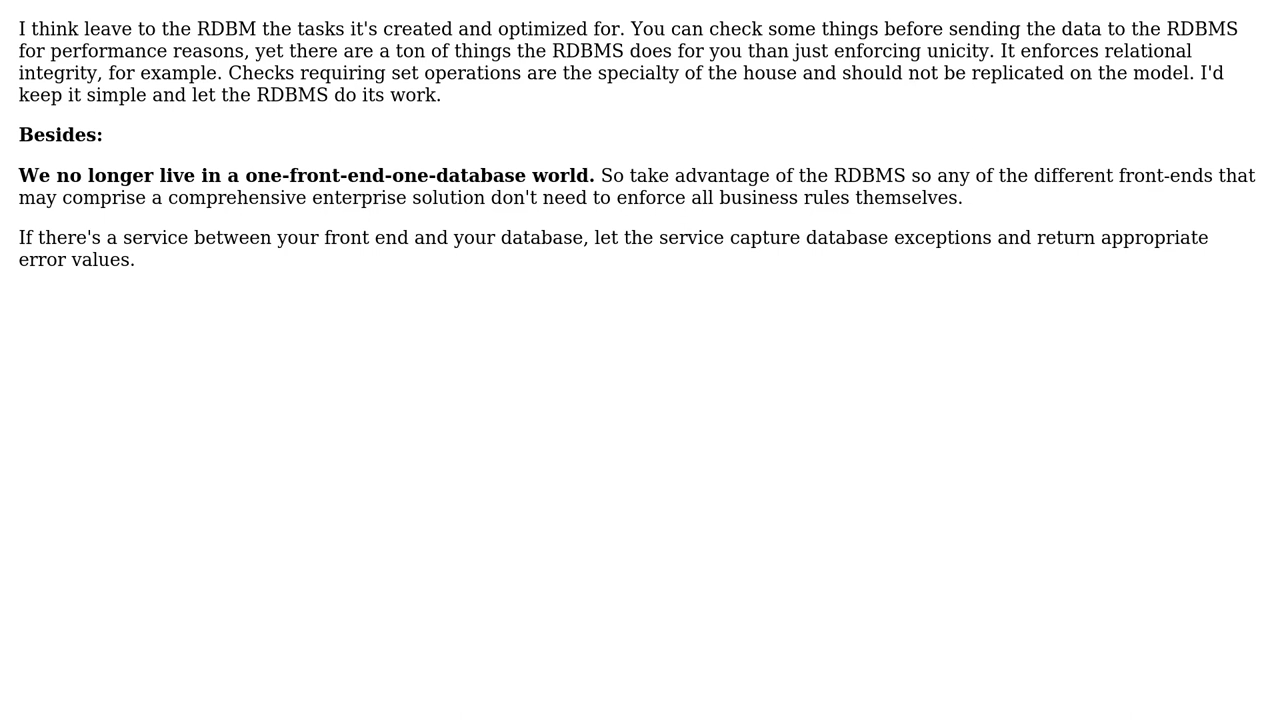 I think leave to the RDBM the tasks it's created and optimized for. You can check some things before sending the data to the RDBMS
for performance reasons, yet there are a ton of things the RDBMS does for you than just enforcing unicity. It enforces relational
integrity, for example. Checks requiring set operations are the specialty of the house and should not be replicated on the model. I'd
keep it simple and let the RDBMS do its work.
Besides:
We no longer live in a one-front-end-one-database world. So take advantage of the RDBMS so any of the different front-ends that
may comprise a comprehensive enterprise solution don't need to enforce all business rules themselves.
If there's a service between your front end and your database, let the service capture database exceptions and return appropriate
error values.